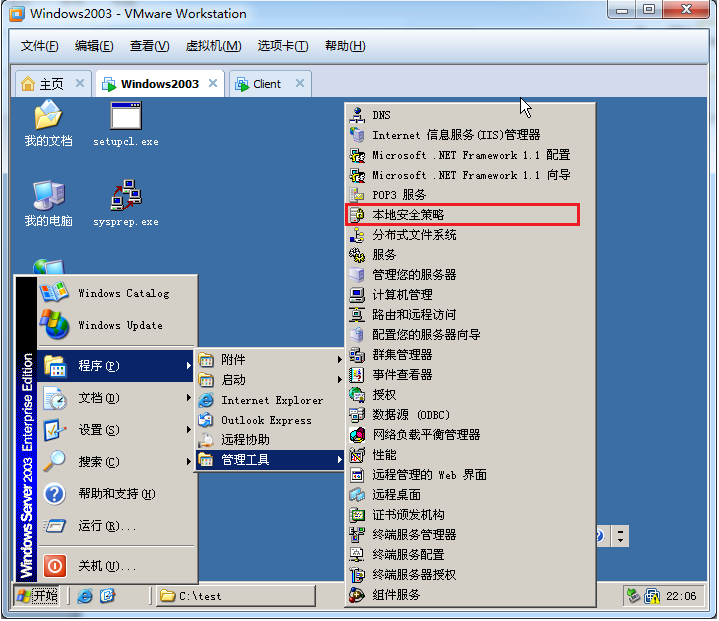 Windows2003 - VMware Workstation
文件(F) 编辑(E) 查看(V) 虚拟机(M) 选项卡(T) 帮助(H)
主页 Windows2003 Client
我的文档 setupcl.exe
我的电脑 sysprep.exe
Windows Server 2003 Enterprise Edition
Windows Catalog
Windows Update
程序(P)
文档(D)
设置(S)
搜索(C)
帮助和支持(H)
运行(R)...
关机(U)...
附件
启动
Internet Explorer
Outlook Express
远程协助
管理工具
DNS
Internet 信息服务(IIS)管理器
Microsoft .NET Framework 1.1 配置
Microsoft .NET Framework 1.1 向导
POP3 服务
本地安全策略
分布式文件系统
服务
管理您的服务器
计算机管理
路由和远程访问
配置您的服务器向导
群集管理器
事件查看器
授权
数据源 (ODBC)
网络负载平衡管理器
性能
远程管理的 Web 界面
远程桌面
证书颁发机构
终端服务管理器
终端服务配置
终端服务器授权
组件服务
开始 C:\test 22:06